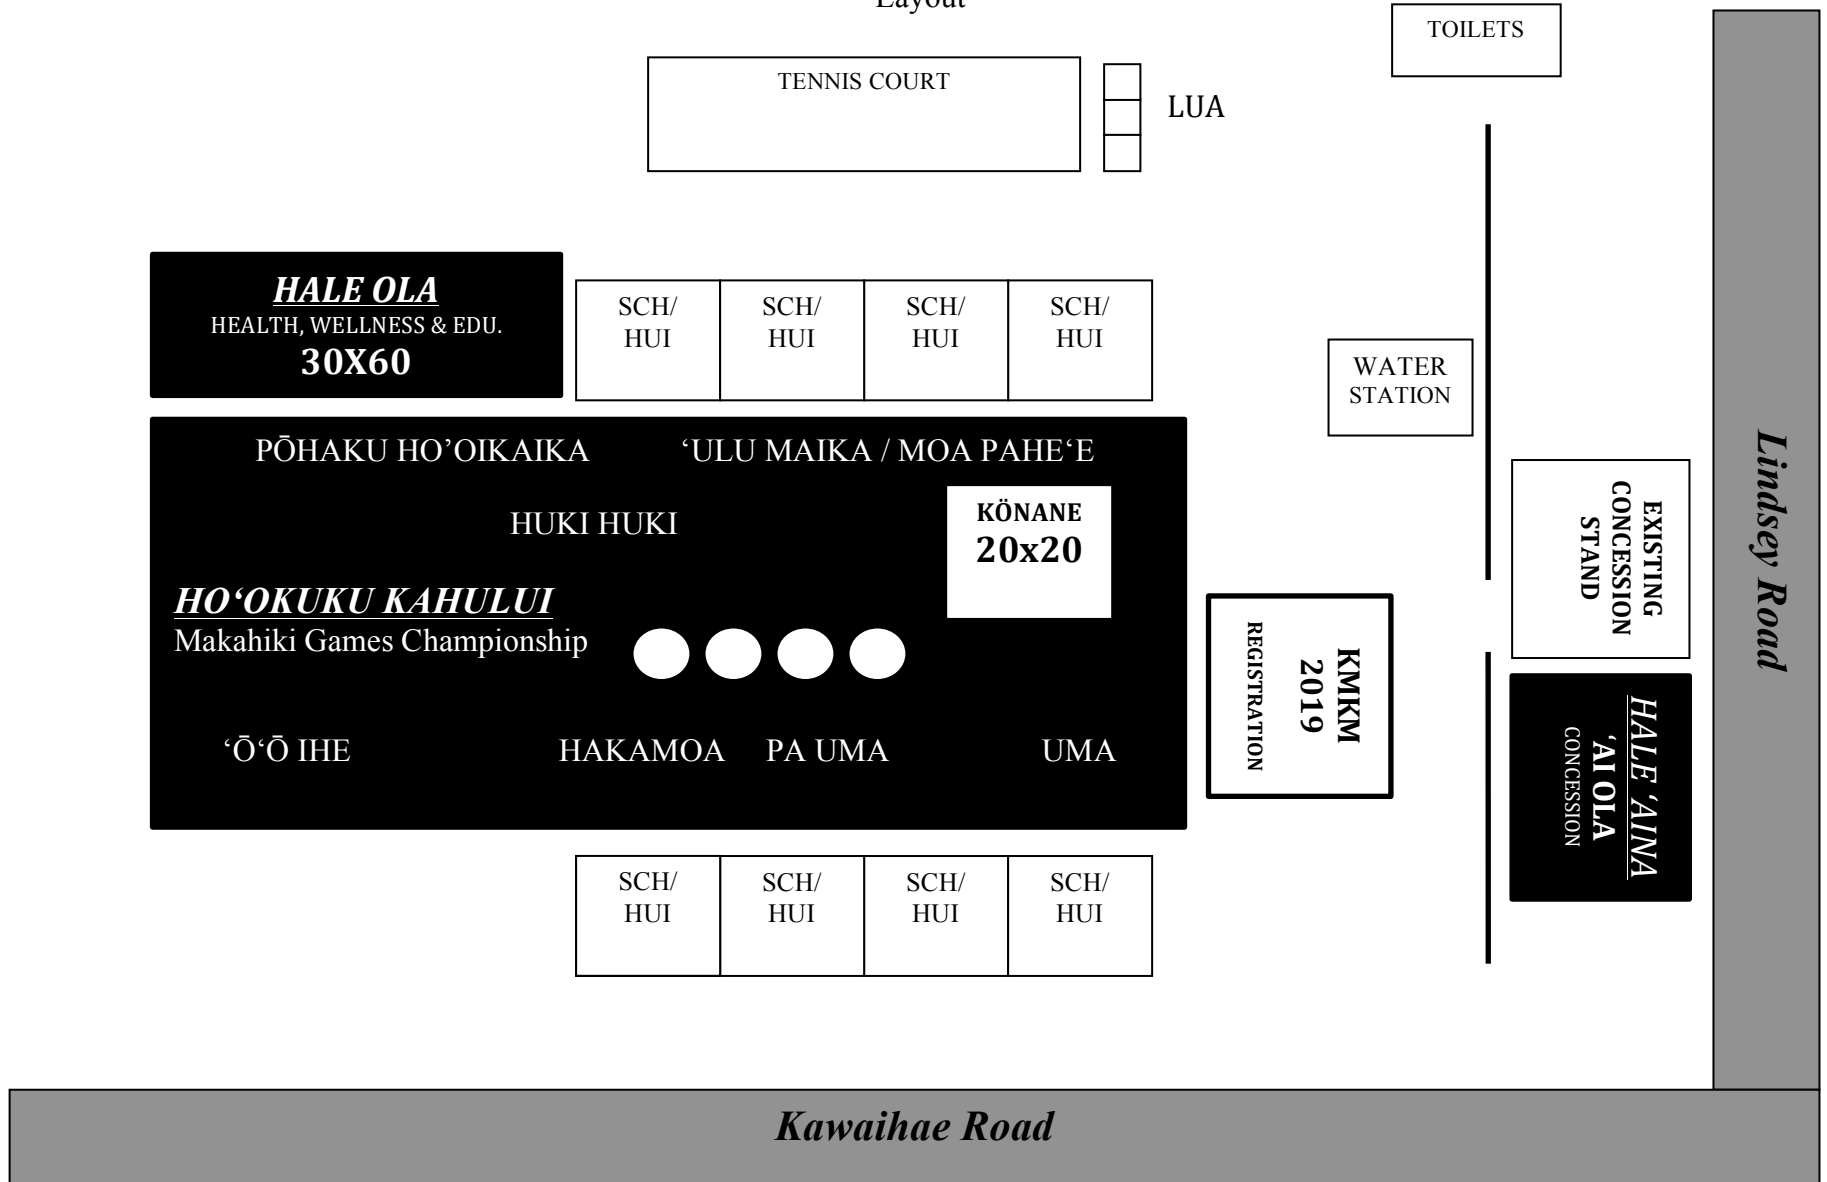 Layout
TOILETS
TENNIS COURT
LUA
HALE OLA
HEALTH, WELLNESS & EDU.
30X60
SCH/
HUI
SCH/
HUI
SCH/
HUI
SCH/
HUI
WATER
STATION
PŌHAKU HO’OIKAIKA
‘ULU MAIKA / MOA PAHE‘E
HUKI HUKI
KÖNANE
20x20
HO‘OKUKU KAHULUI
Makahiki Games Championship
‘Ō‘Ō IHE
HAKAMOA
PA UMA
UMA
KMKM
2019
REGISTRATION
EXISTING
CONCESSION
STAND
HALE ‘AINA
‘AI OLA
CONCESSION
Lindsey Road
SCH/
HUI
SCH/
HUI
SCH/
HUI
SCH/
HUI
Kawaihae Road